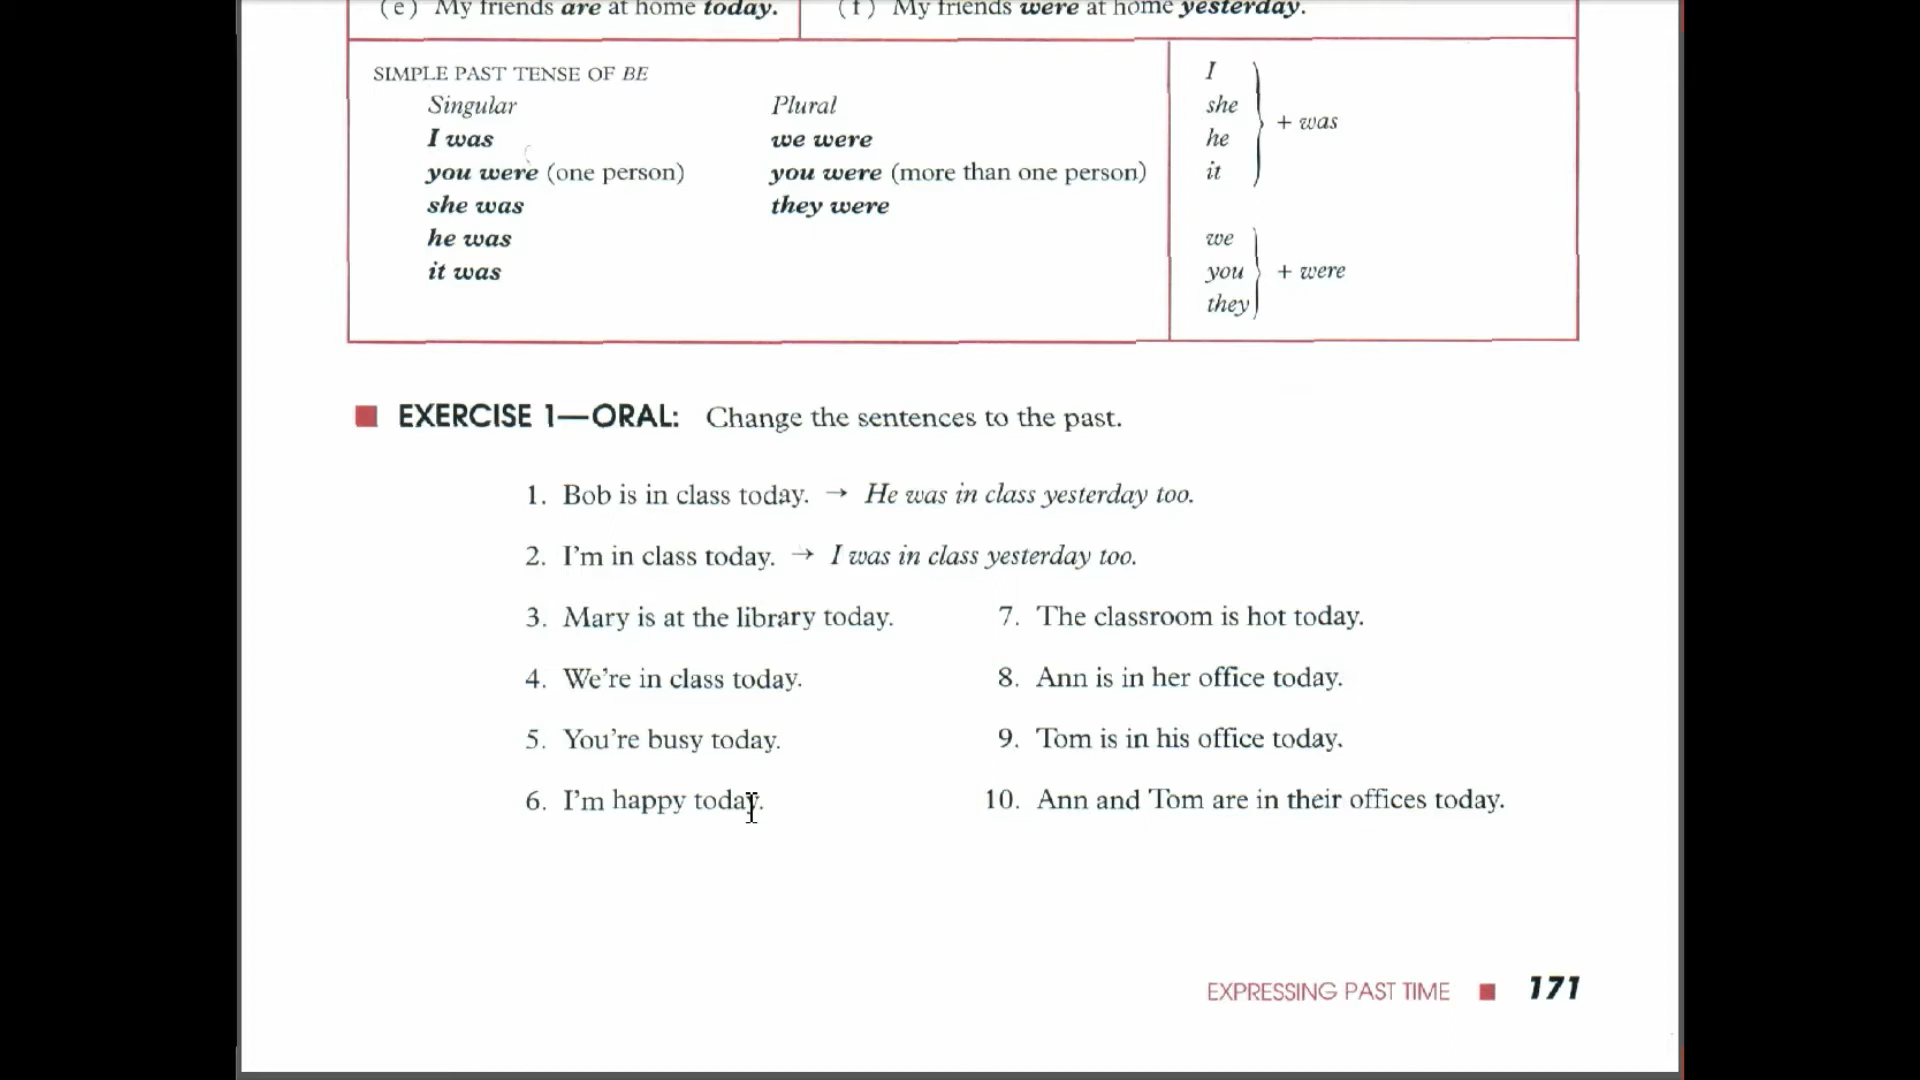 (e) My friends are at home today. (f) My friends were at home yesterday.
SIMPLE PAST TENSE OF BE
Singular Plural
I was we were
you were (one person) you were (more than one person)
she was they were
he was
it was
I
she
he
it
+ was
we
you
they
+ were
EXERCISE 1—ORAL: Change the sentences to the past.
1. Bob is in class today. → He was in class yesterday too.
2. I'm in class today. → I was in class yesterday too.
3. Mary is at the library today.
4. We're in class today.
5. You're busy today.
6. I'm happy today.
7. The classroom is hot today.
8. Ann is in her office today.
9. Tom is in his office today.
10. Ann and Tom are in their offices today.
EXPRESSING PAST TIME ■ 171